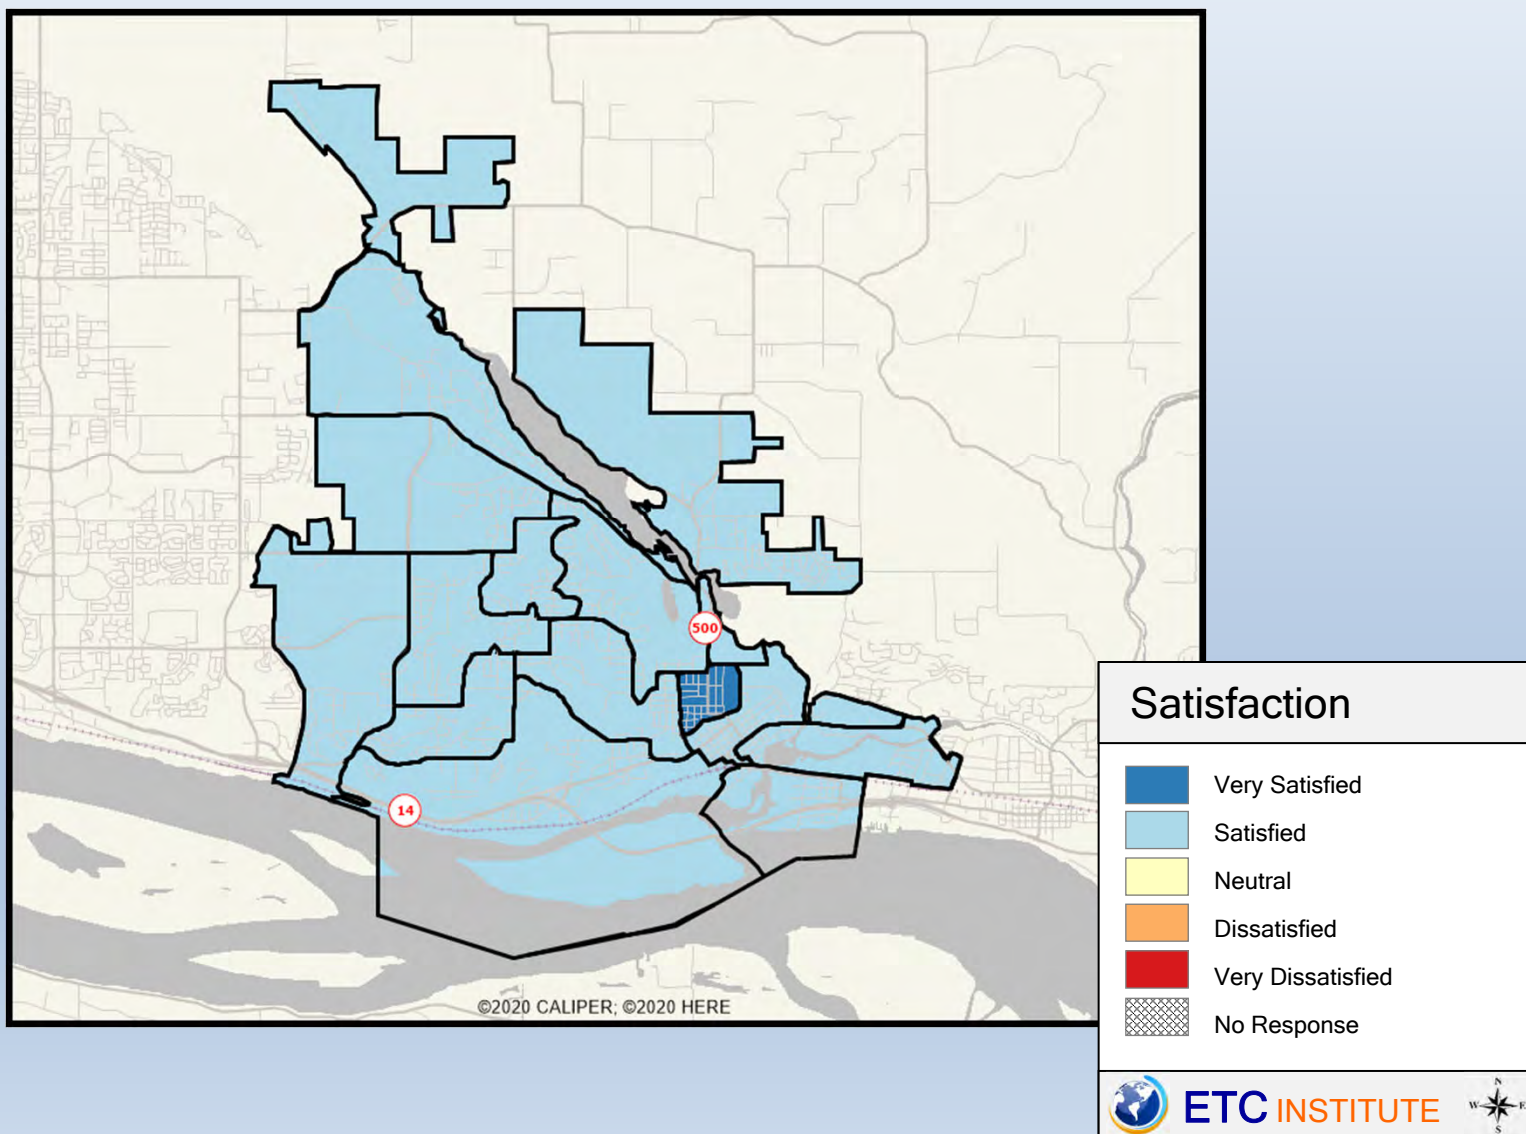 500
14
©2020 CALIPER; ©2020 HERE
Satisfaction
Very Satisfied
Satisfied
Neutral
Dissatisfied
Very Dissatisfied
No Response
ETC INSTITUTE
N
W E
S